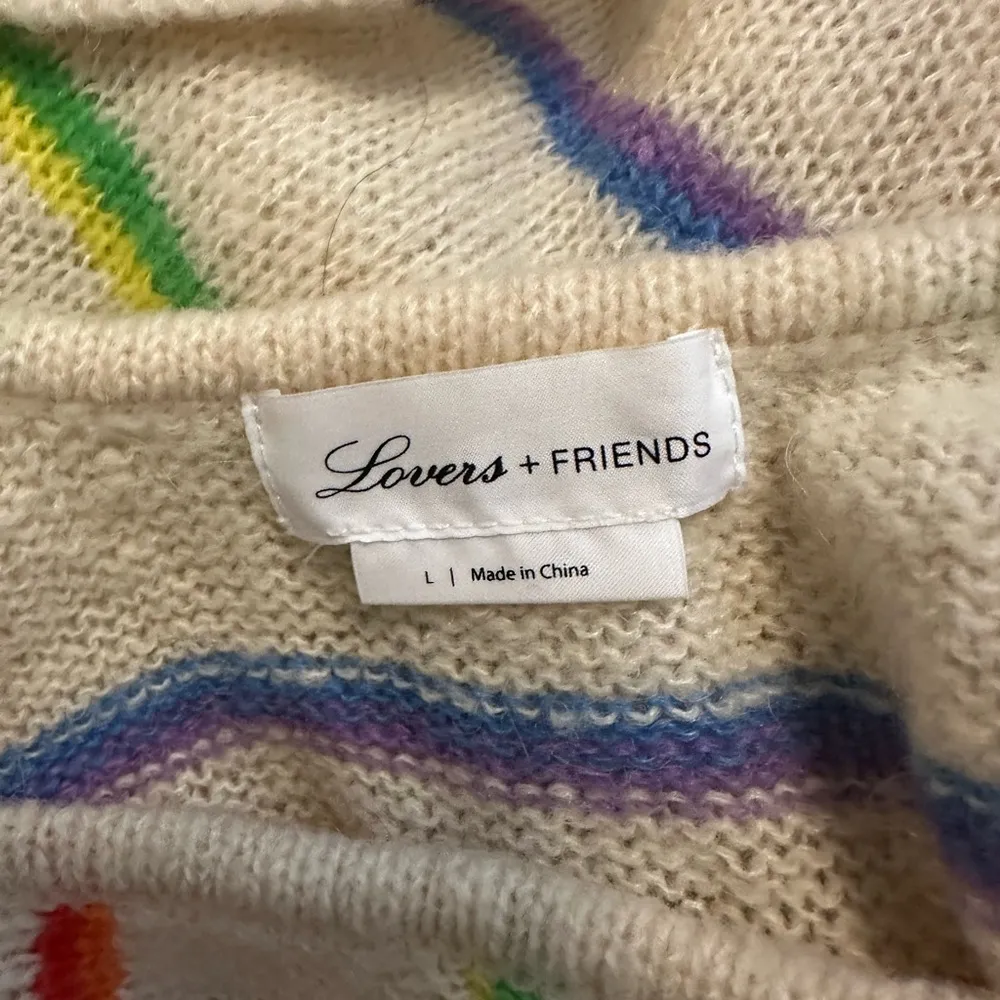 Lovers + FRIENDS
L | Made in China